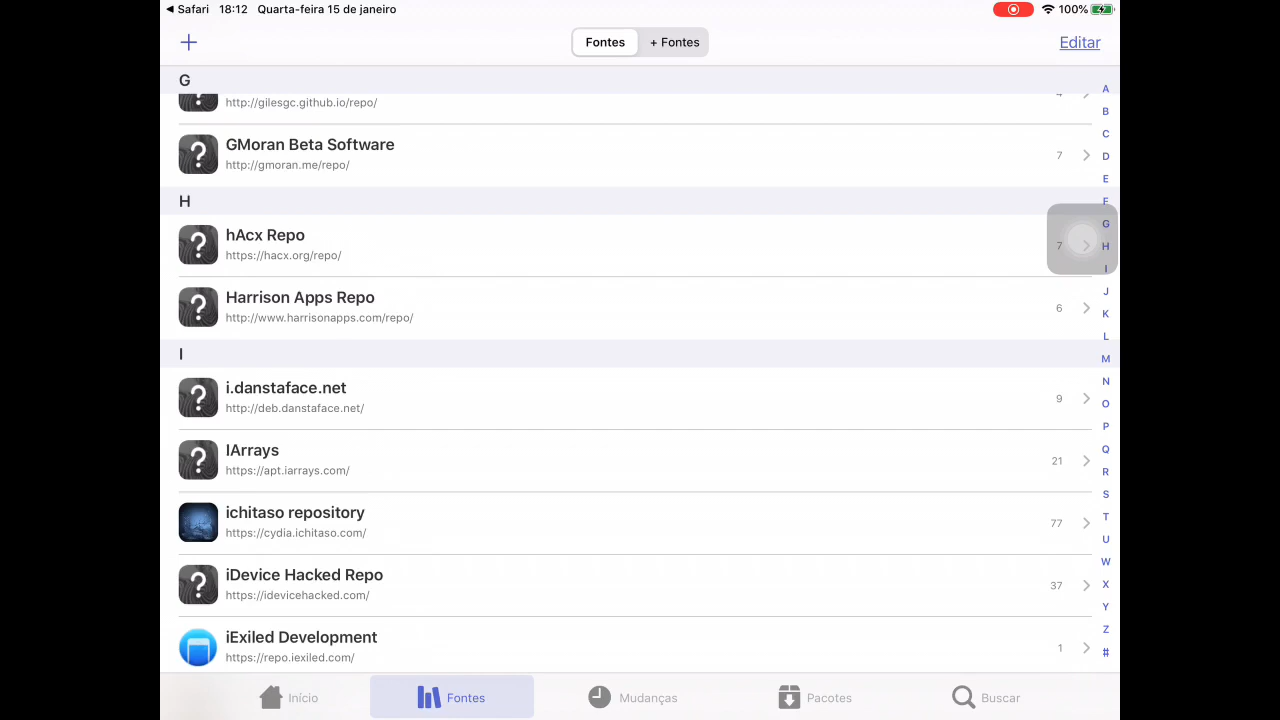 ◀ Safari 18:12 Quarta-feira 15 de janeiro 100%
+ Fontes + Fontes Editar
G
http://gilesgc.github.io/repo/ 4
GMoran Beta Software
http://gmoran.me/repo/ 7
H
hAcx Repo
https://hacx.org/repo/ 7
Harrison Apps Repo
http://www.harrisonapps.com/repo/ 6
I
i.danstaface.net
http://deb.danstaface.net/ 9
IArrays
https://apt.iarrays.com/ 21
ichitaso repository
https://cydia.ichitaso.com/ 77
iDevice Hacked Repo
https://idevicehacked.com/ 37
iExiled Development
https://repo.iexiled.com/ 1
A
B
C
D
E
F
G
H
I
J
K
L
M
N
O
P
Q
R
S
T
U
W
X
Y
Z
#
Início Fontes Mudanças Pacotes Buscar